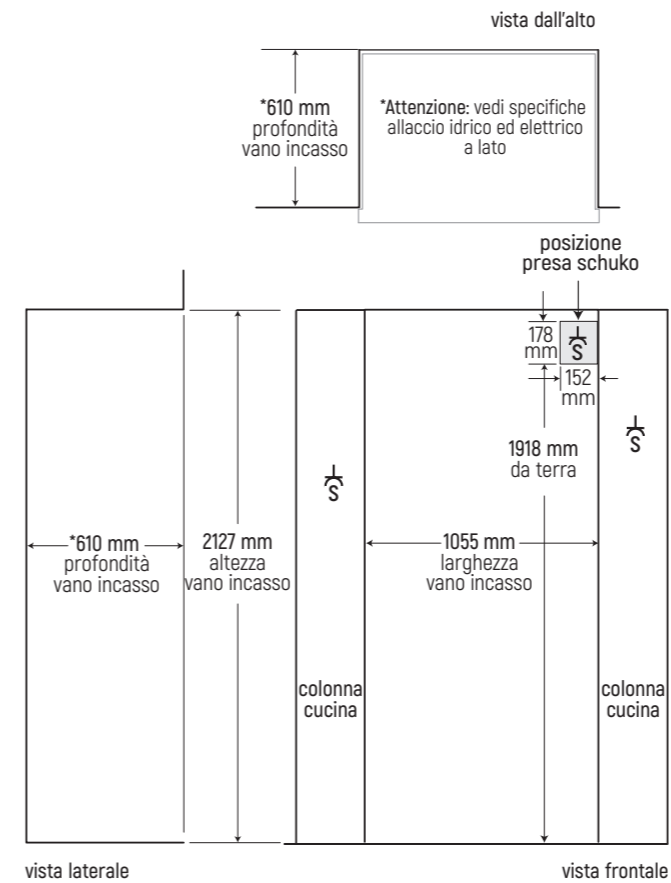 vista dall'alto
*610 mm
profondità
vano incasso
*Attenzione: vedi specifiche
allaccio idrico ed elettrico
a lato
posizione
presa schuko
178
mm
S
152
mm
S
1918 mm
da terra
S
*610 mm
profondità
vano incasso
2127 mm
altezza
vano incasso
1055 mm
larghezza
vano incasso
colonna
cucina
colonna
cucina
vista laterale
vista frontale